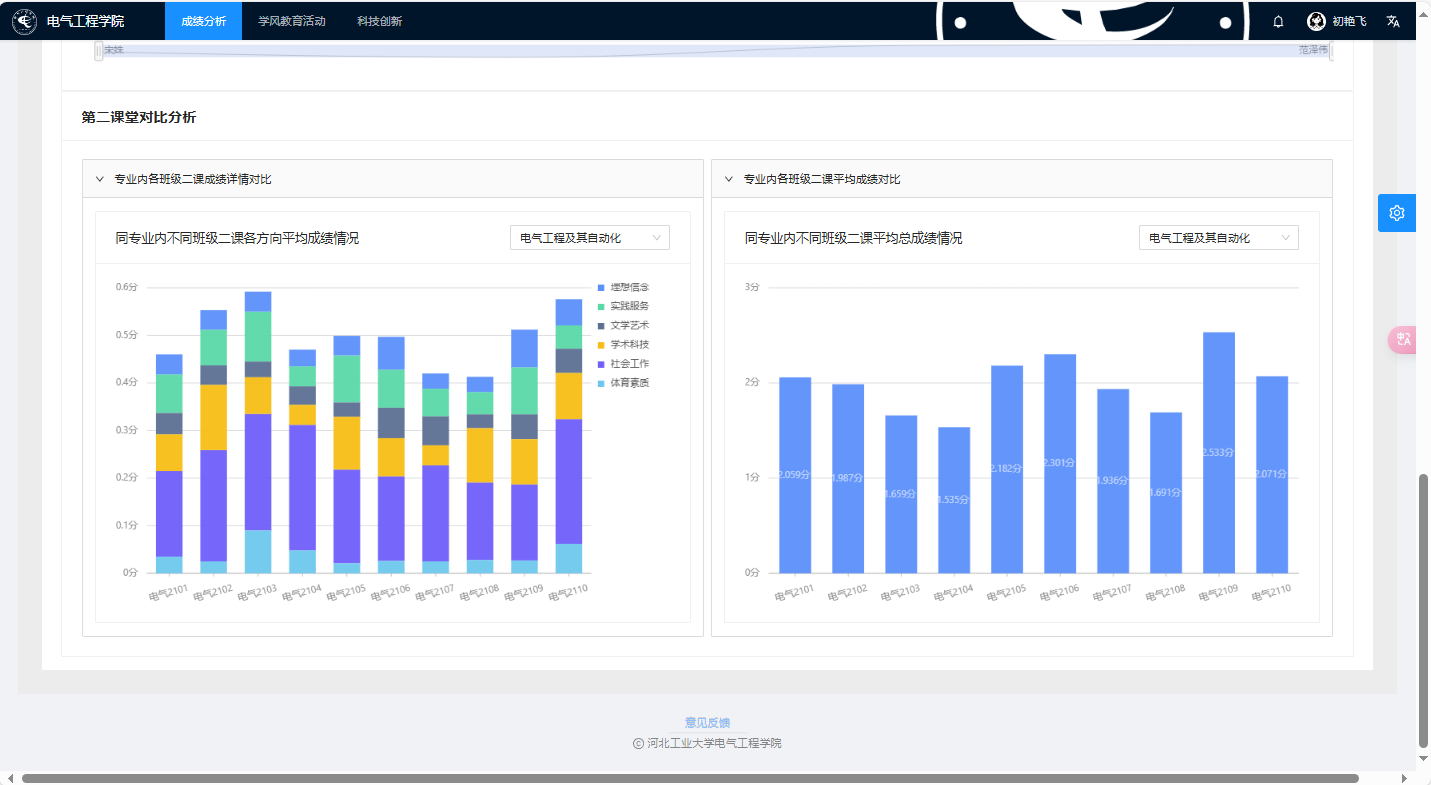 电气工程学院 成绩分析 学风教育活动 科技创新 初艳飞
宋姝 范泽伟
第二课堂对比分析
专业内各班级二课成绩详情对比
同专业内不同班级二课各方向平均成绩情况 电气工程及其自动化
0.6分
0.5分
0.4分
0.3分
0.2分
0.1分
0分
理想信念
实践服务
文学艺术
学术科技
社会工作
体育素质
电气2101 电气2102 电气2103 电气2104 电气2105 电气2106 电气2107 电气2108 电气2109 电气2110
专业内各班级二课平均成绩对比
同专业内不同班级二课平均总成绩情况 电气工程及其自动化
3分
2分
1分
0分
2.059分 1.987分 1.659分 1.535分 2.182分 2.301分 1.936分 1.691分 2.533分 2.071分
电气2101 电气2102 电气2103 电气2104 电气2105 电气2106 电气2107 电气2108 电气2109 电气2110
意见反馈
© 河北工业大学电气工程学院